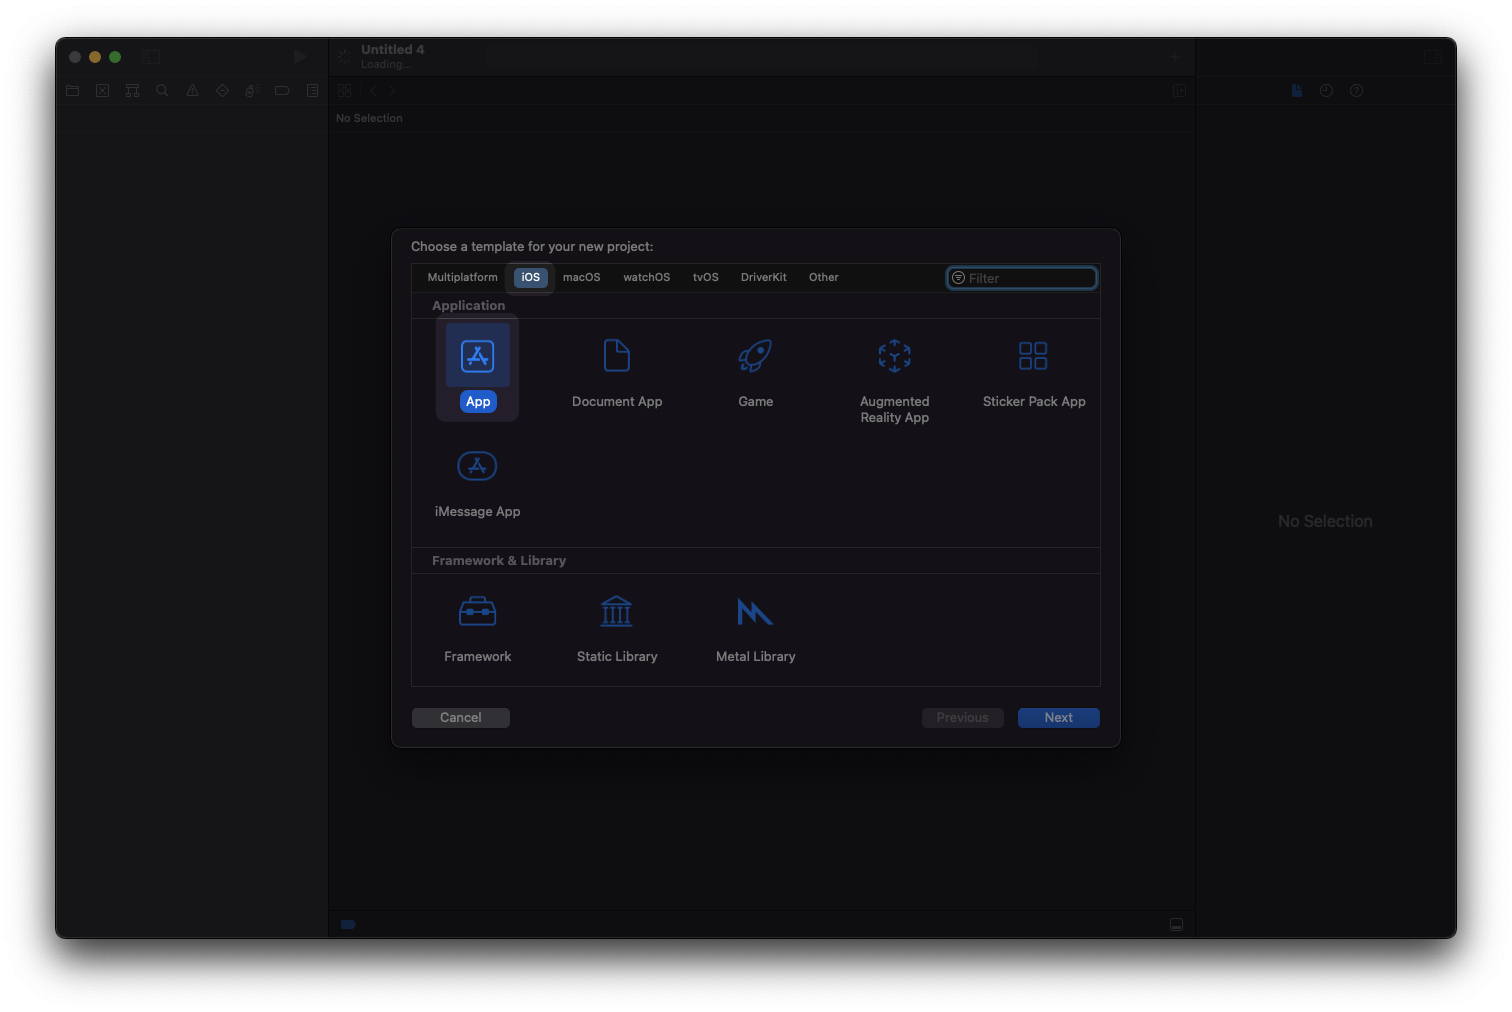 Untitled 4
Loading...
No Selection
Choose a template for your new project:
Multiplatform iOS macOS watchOS tvOS DriverKit Other Filter
Application
App Document App Game Augmented Reality App Sticker Pack App
iMessage App
No Selection
Framework & Library
Framework Static Library Metal Library
Cancel Previous Next